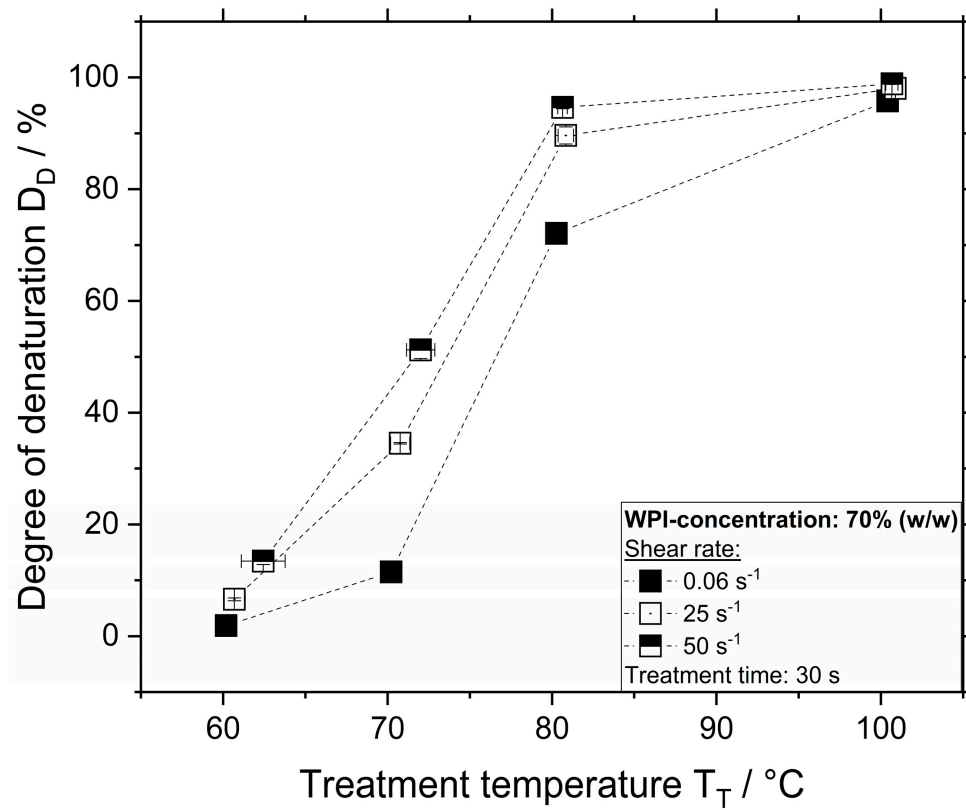 Degree of denaturation D_D / %
100
80
60
40
20
0
60 70 80 90 100
Treatment temperature T_T / °C
WPI-concentration: 70% (w/w)
Shear rate:
0.06 s⁻¹
25 s⁻¹
50 s⁻¹
Treatment time: 30 s